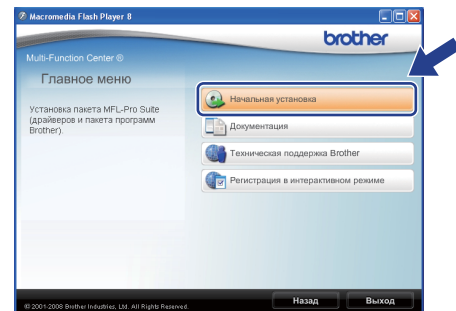 Macromedia Flash Player 8
brother
Multi-Function Center ®
Главное меню
Установка пакета MFL-Pro Suite
(драйверов и пакета программ
Brother).
Начальная установка
Документация
Техническая поддержка Brother
Регистрация в интерактивном режиме
© 2001-2008 Brother Industries, Ltd. All Rights Reserved.
Назад
Выход